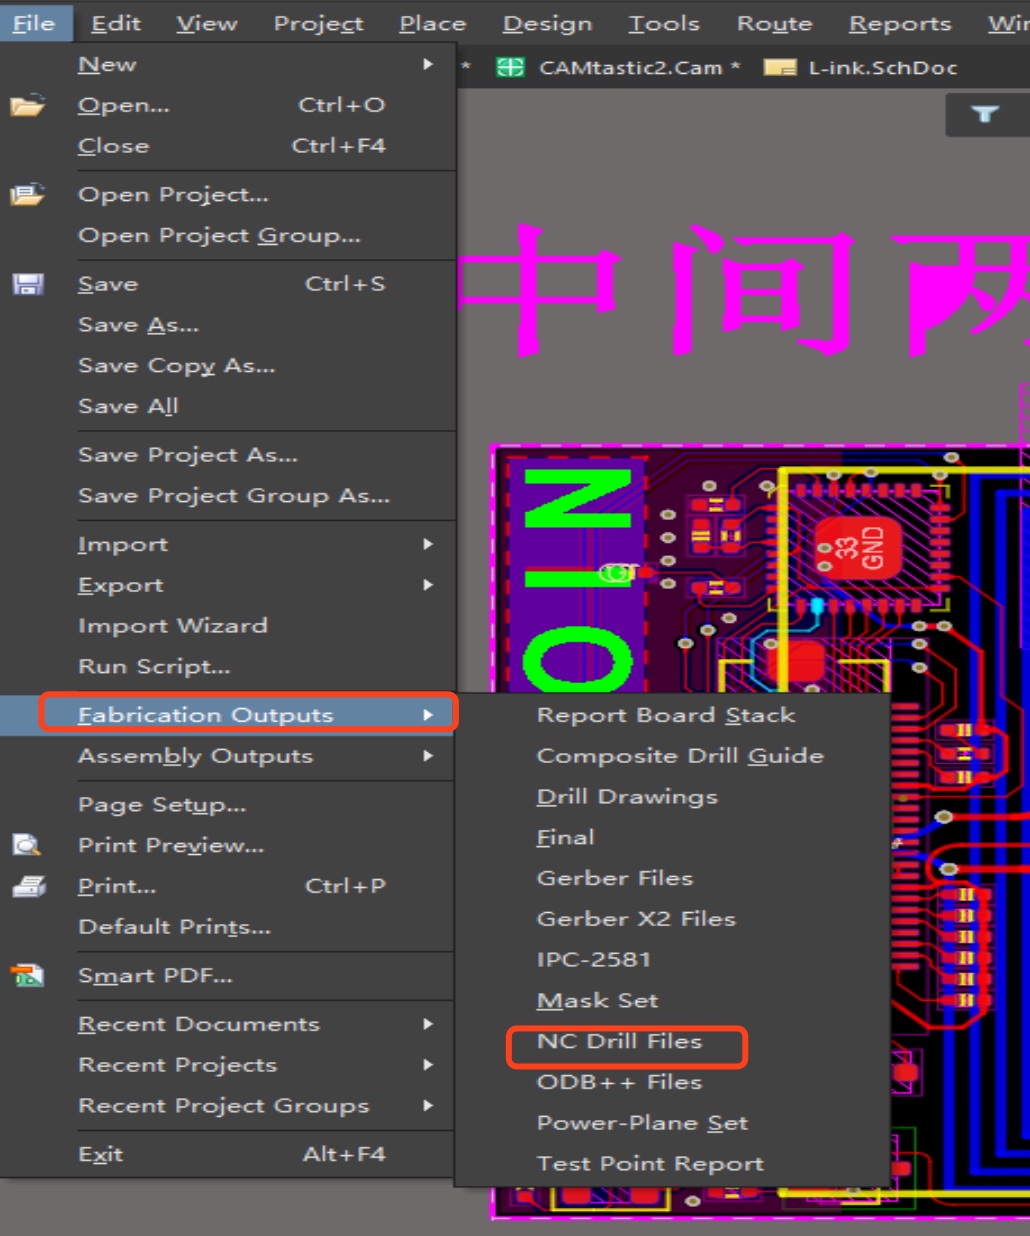 File Edit View Project Place Design Tools Route Reports
* CAMtastic2.Cam * L-ink.SchDoc
New
Open... Ctrl+O
Close Ctrl+F4
Open Project...
Open Project Group...
Save Ctrl+S
Save As...
Save Copy As...
Save All
Save Project As...
Save Project Group As...
Import
Export
Import Wizard
Run Script...
Fabrication Outputs
Assembly Outputs
Page Setup...
Print Preview...
Print... Ctrl+P
Default Prints...
Smart PDF...
Recent Documents
Recent Projects
Recent Project Groups
Exit Alt+F4
Report Board Stack
Composite Drill Guide
Drill Drawings
Final
Gerber Files
Gerber X2 Files
IPC-2581
Mask Set
NC Drill Files
ODB++ Files
Power-Plane Set
Test Point Report
中间两
NIO
33
GND